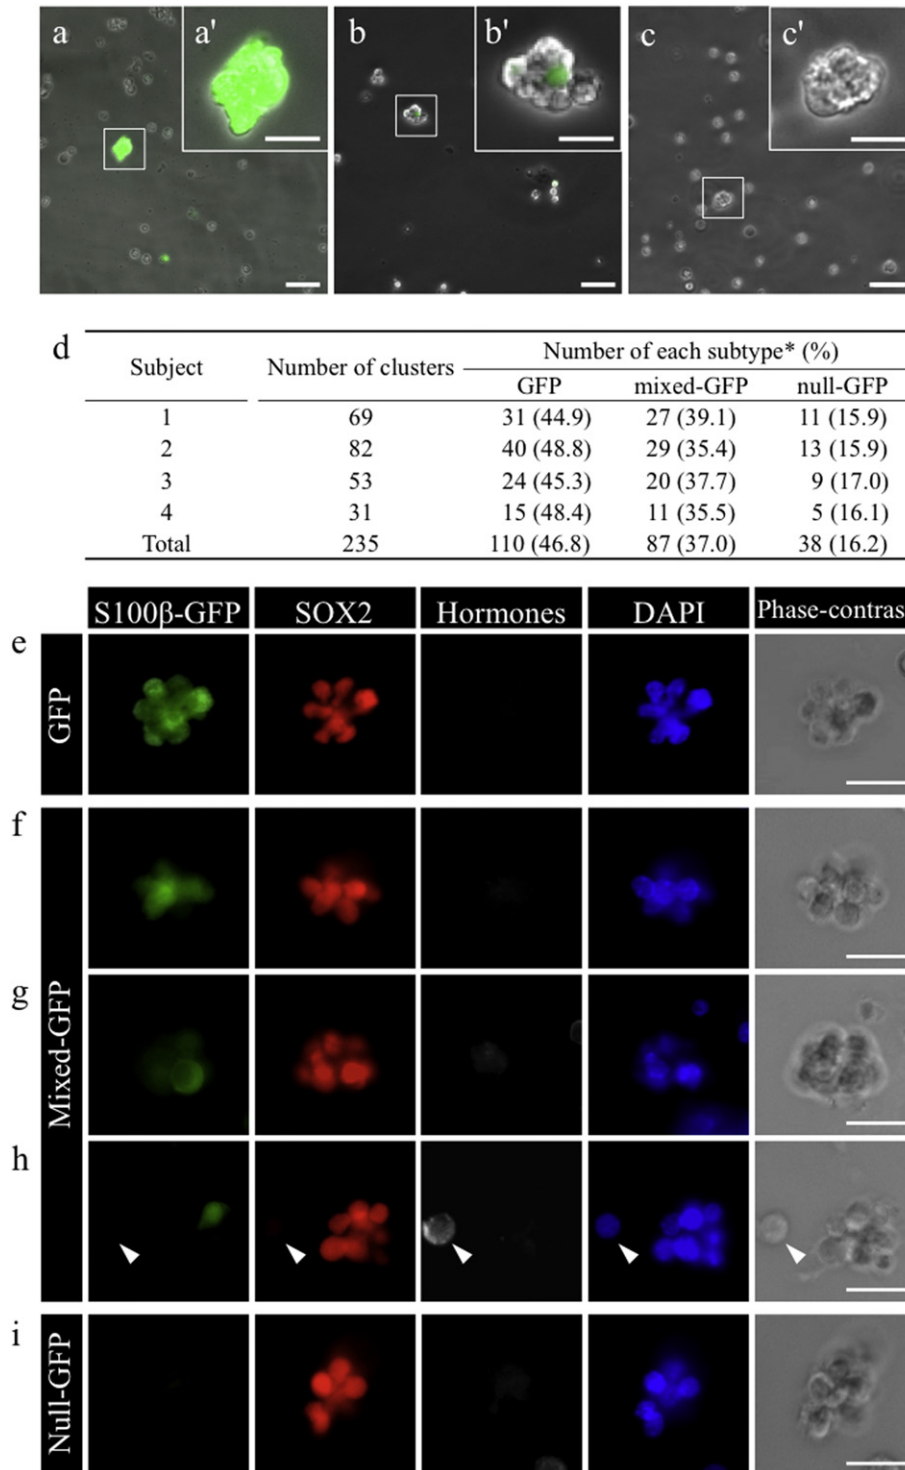 a a' b b' c c'
d
Subject Number of clusters Number of each subtype* (%)
GFP mixed-GFP null-GFP
1 69 31 (44.9) 27 (39.1) 11 (15.9)
2 82 40 (48.8) 29 (35.4) 13 (15.9)
3 53 24 (45.3) 20 (37.7) 9 (17.0)
4 31 15 (48.4) 11 (35.5) 5 (16.1)
Total 235 110 (46.8) 87 (37.0) 38 (16.2)
S100β-GFP SOX2 Hormones DAPI Phase-contras
e
GFP
f
g
Mixed-GFP
h
i
Null-GFP